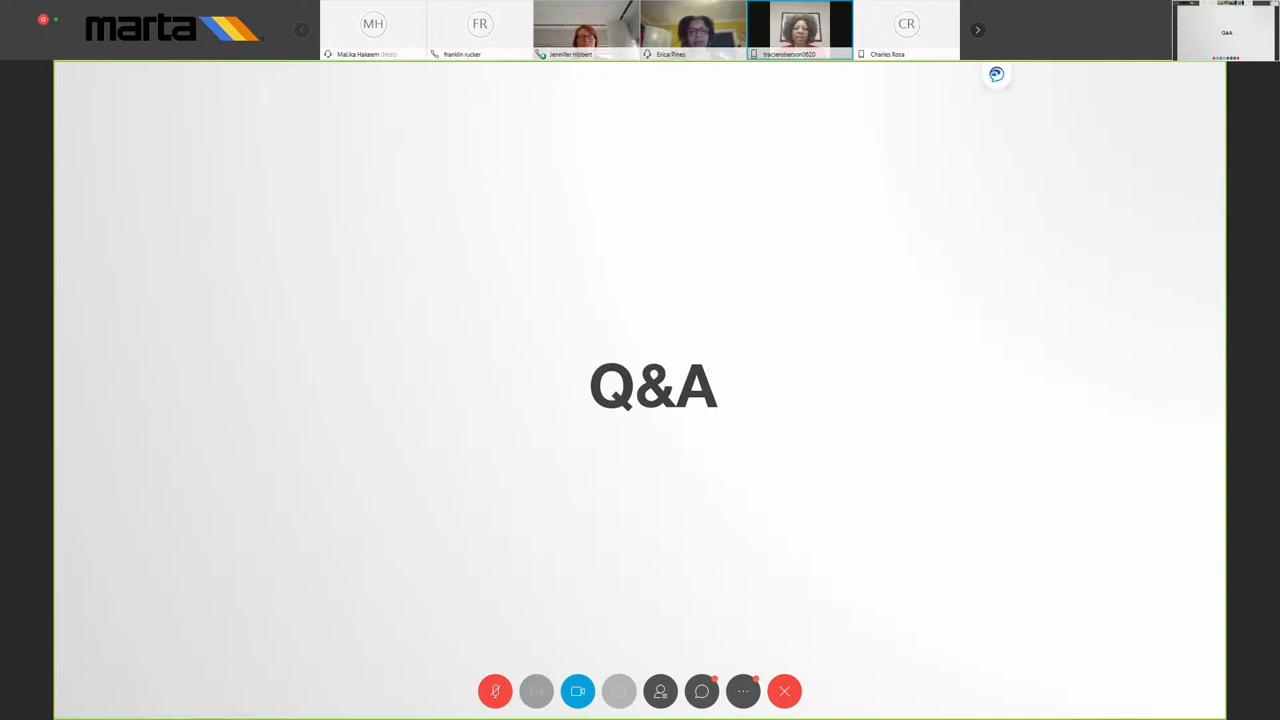 marta
MH
FR
CR
MaLika Hakeem (Host)
franklin rucker
Jennifer Hibbert
Erica Pines
tracieroberson0620
Charles Rosa
Q&A
Q&A